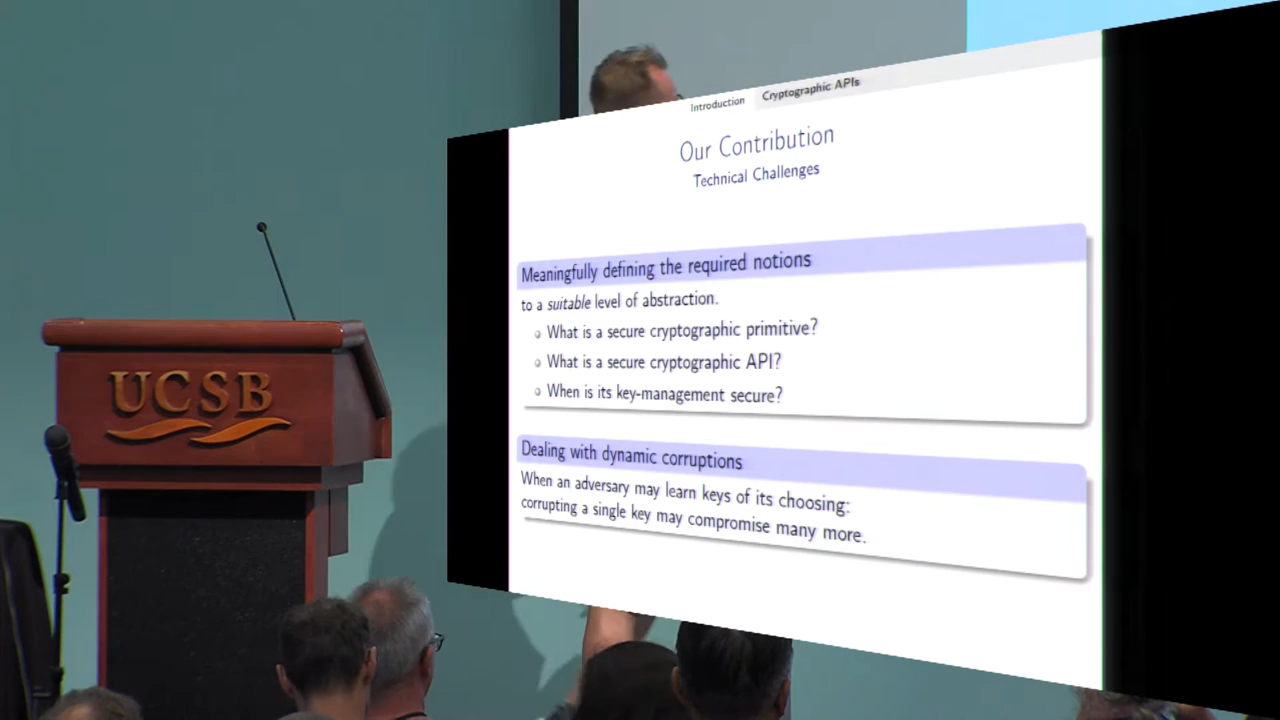 Introduction Cryptographic APIs
Our Contribution
Technical Challenges
Meaningfully defining the required notions
to a suitable level of abstraction.
What is a secure cryptographic primitive?
What is a secure cryptographic API?
When is its key-management secure?
Dealing with dynamic corruptions
When an adversary may learn keys of its choosing:
corrupting a single key may compromise many more.
UCSB